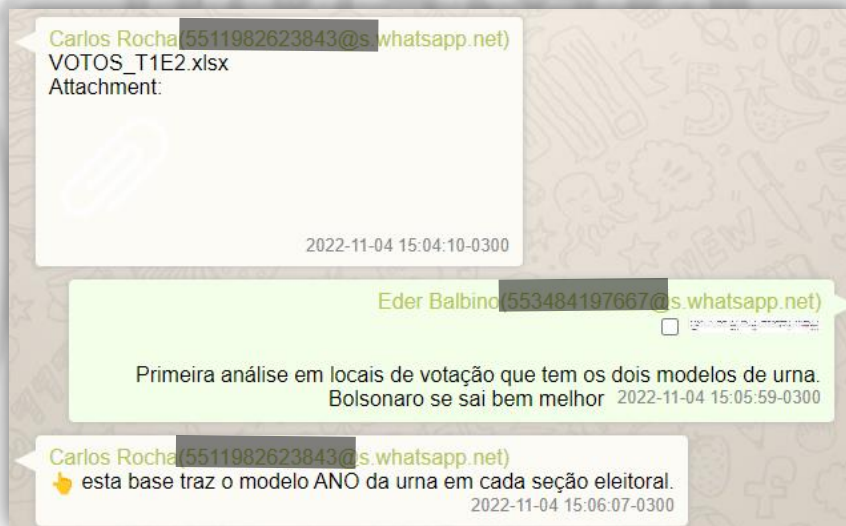 Carlos Rocha whatsapp.net)
VOTOS_T1E2.xlsx
Attachment:
2022-11-04 15:04:10-0300
Eder Balbino s.whatsapp.net)
Primeira análise em locais de votação que tem os dois modelos de urna.
Bolsonaro se sai bem melhor 2022-11-04 15:05:59-0300
Carlos Rocha s.whatsapp.net)
👆 esta base traz o modelo ANO da urna em cada seção eleitoral.
2022-11-04 15:06:07-0300